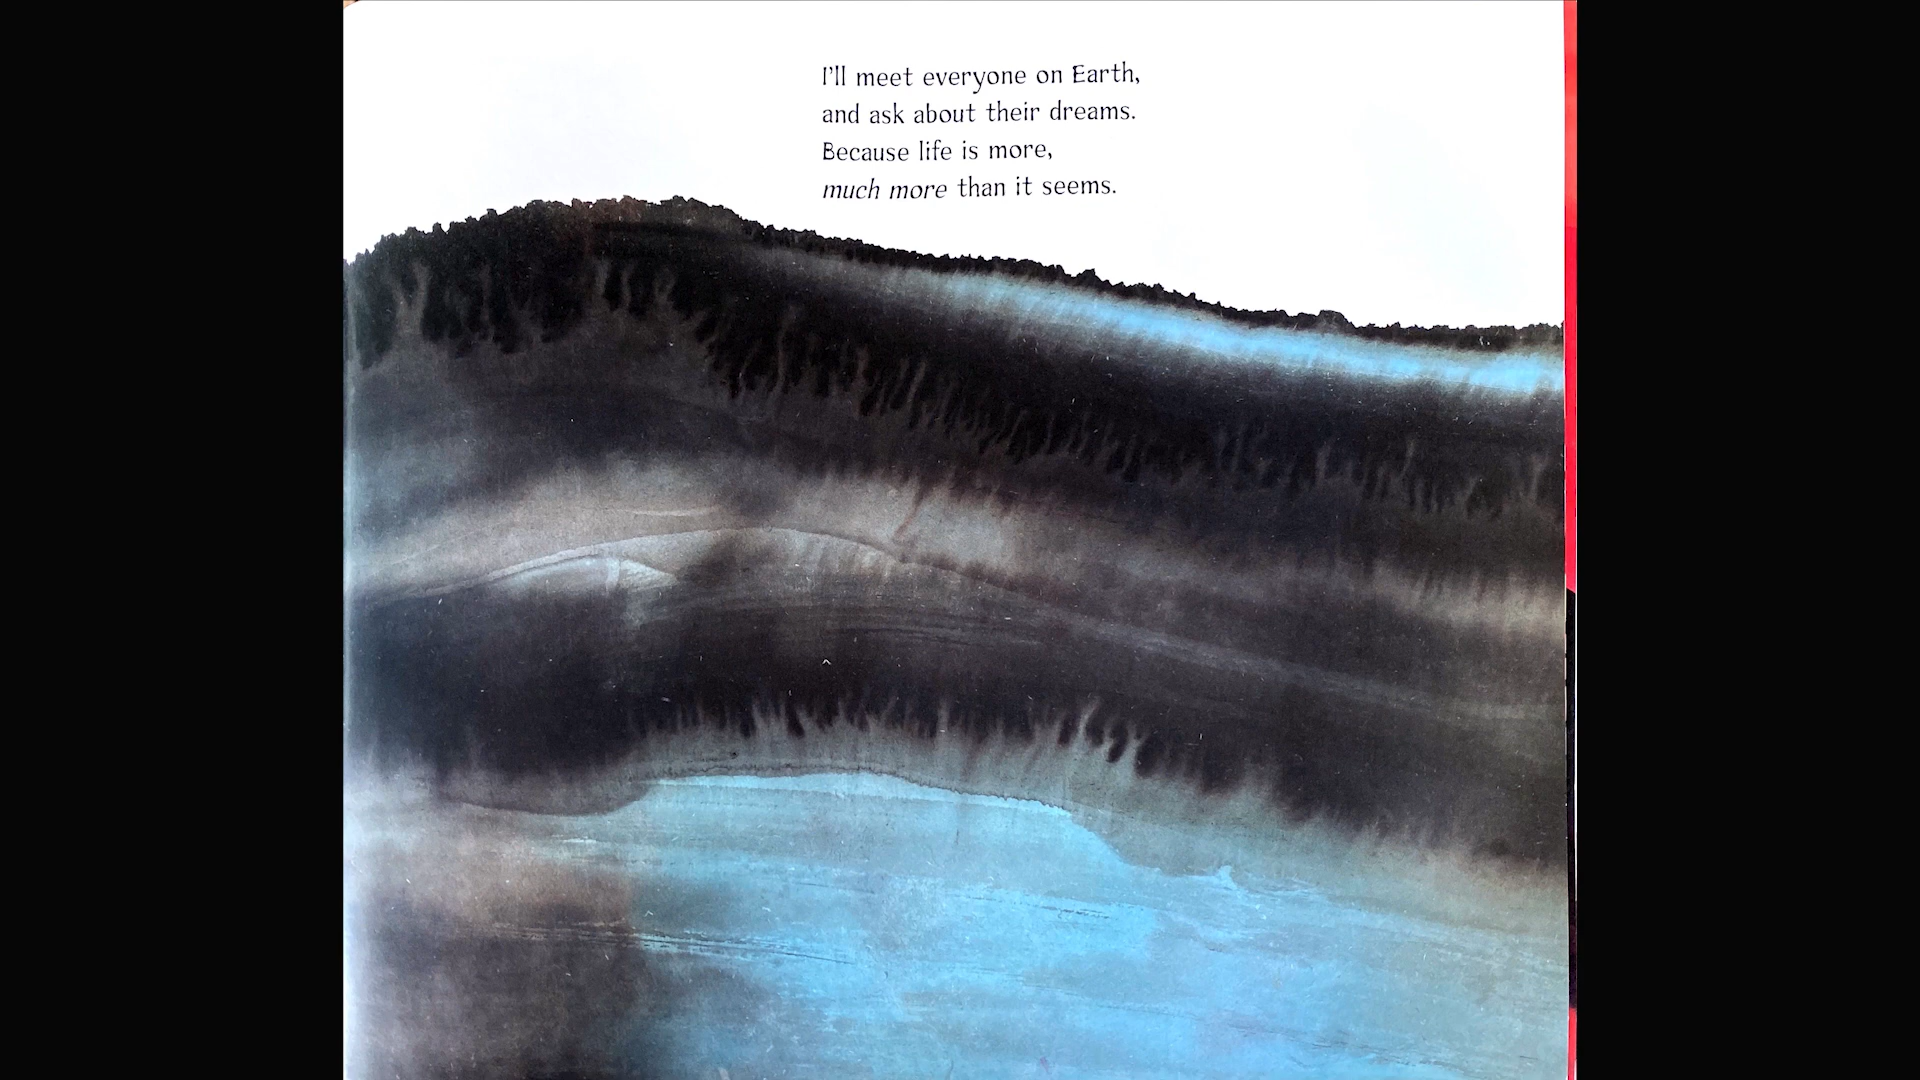 I'll meet everyone on Earth,
and ask about their dreams.
Because life is more,
much more than it seems.